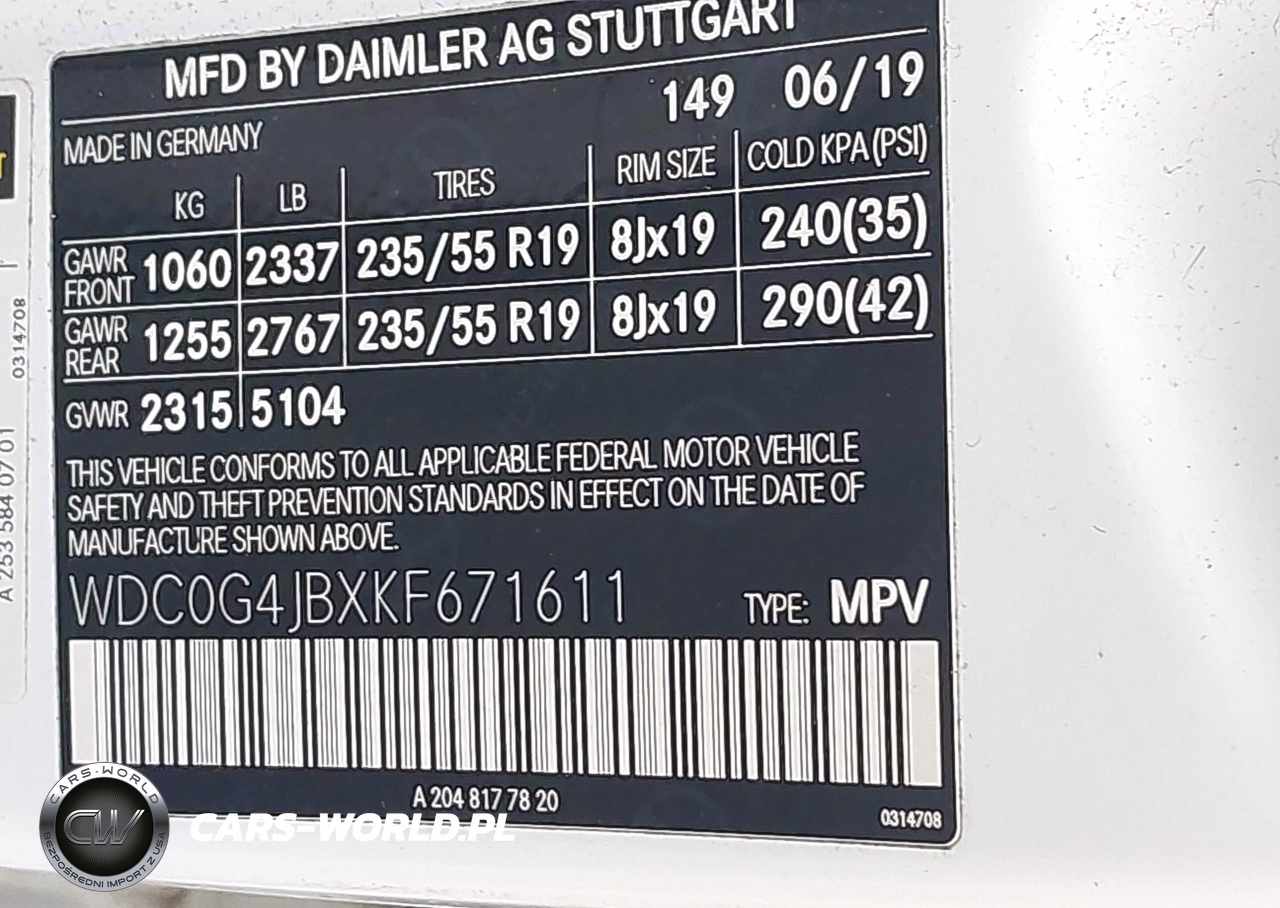 MFD BY DAIMLER AG STUTTGART
149 06/19
MADE IN GERMANY
KG LB TIRES RIM SIZE COLD KPA (PSI)
GAWR FRONT 1060 2337 235/55 R19 8Jx19 240(35)
GAWR REAR 1255 2767 235/55 R19 8Jx19 290(42)
GVWR 2315 5104
THIS VEHICLE CONFORMS TO ALL APPLICABLE FEDERAL MOTOR VEHICLE
SAFETY AND THEFT PREVENTION STANDARDS IN EFFECT ON THE DATE OF
MANUFACTURE SHOWN ABOVE.
WDC0G4JBXKF671611 TYPE: MPV
A 204 817 78 20
0314708
0314708
A 253 584 07 01
CARS-WORLD
CW
BEZPOŚREDNI IMPORT Z USA
CARS-WORLD.PL